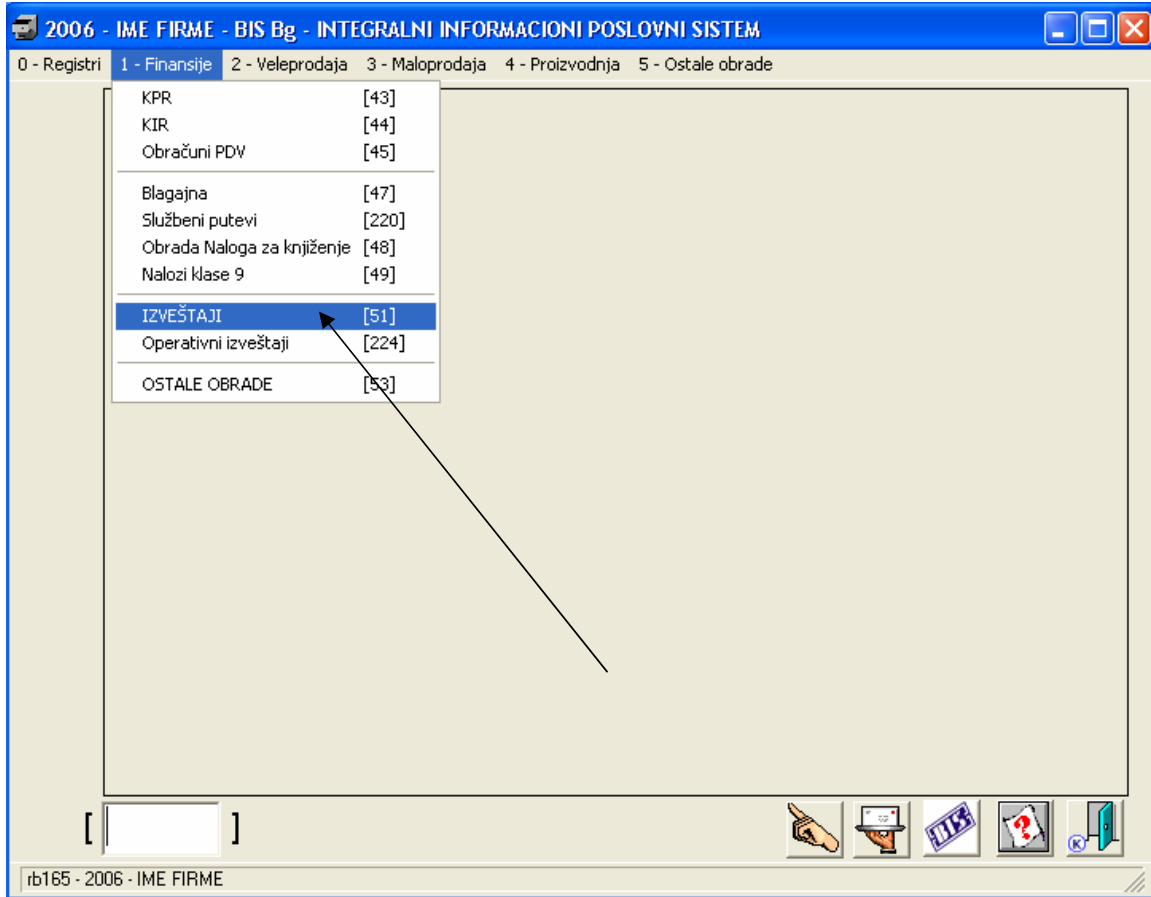 2006 - IME FIRME - BIS Bg - INTEGRALNI INFORMACIONI POSLOVNI SISTEM
0 - Registri 1 - Finansije 2 - Veleprodaja 3 - Maloprodaja 4 - Proizvodnja 5 - Ostale obrade
KPR [43]
KIR [44]
Obračuni PDV [45]
Blagajna [47]
Službeni putevi [220]
Obrada Naloga za knjiženje [48]
Nalozi klase 9 [49]
IZVEŠTAJI [51]
Operativni izveštaji [224]
OSTALE OBRADE [53]
[ ]
BIS
?
K
rb165 - 2006 - IME FIRME